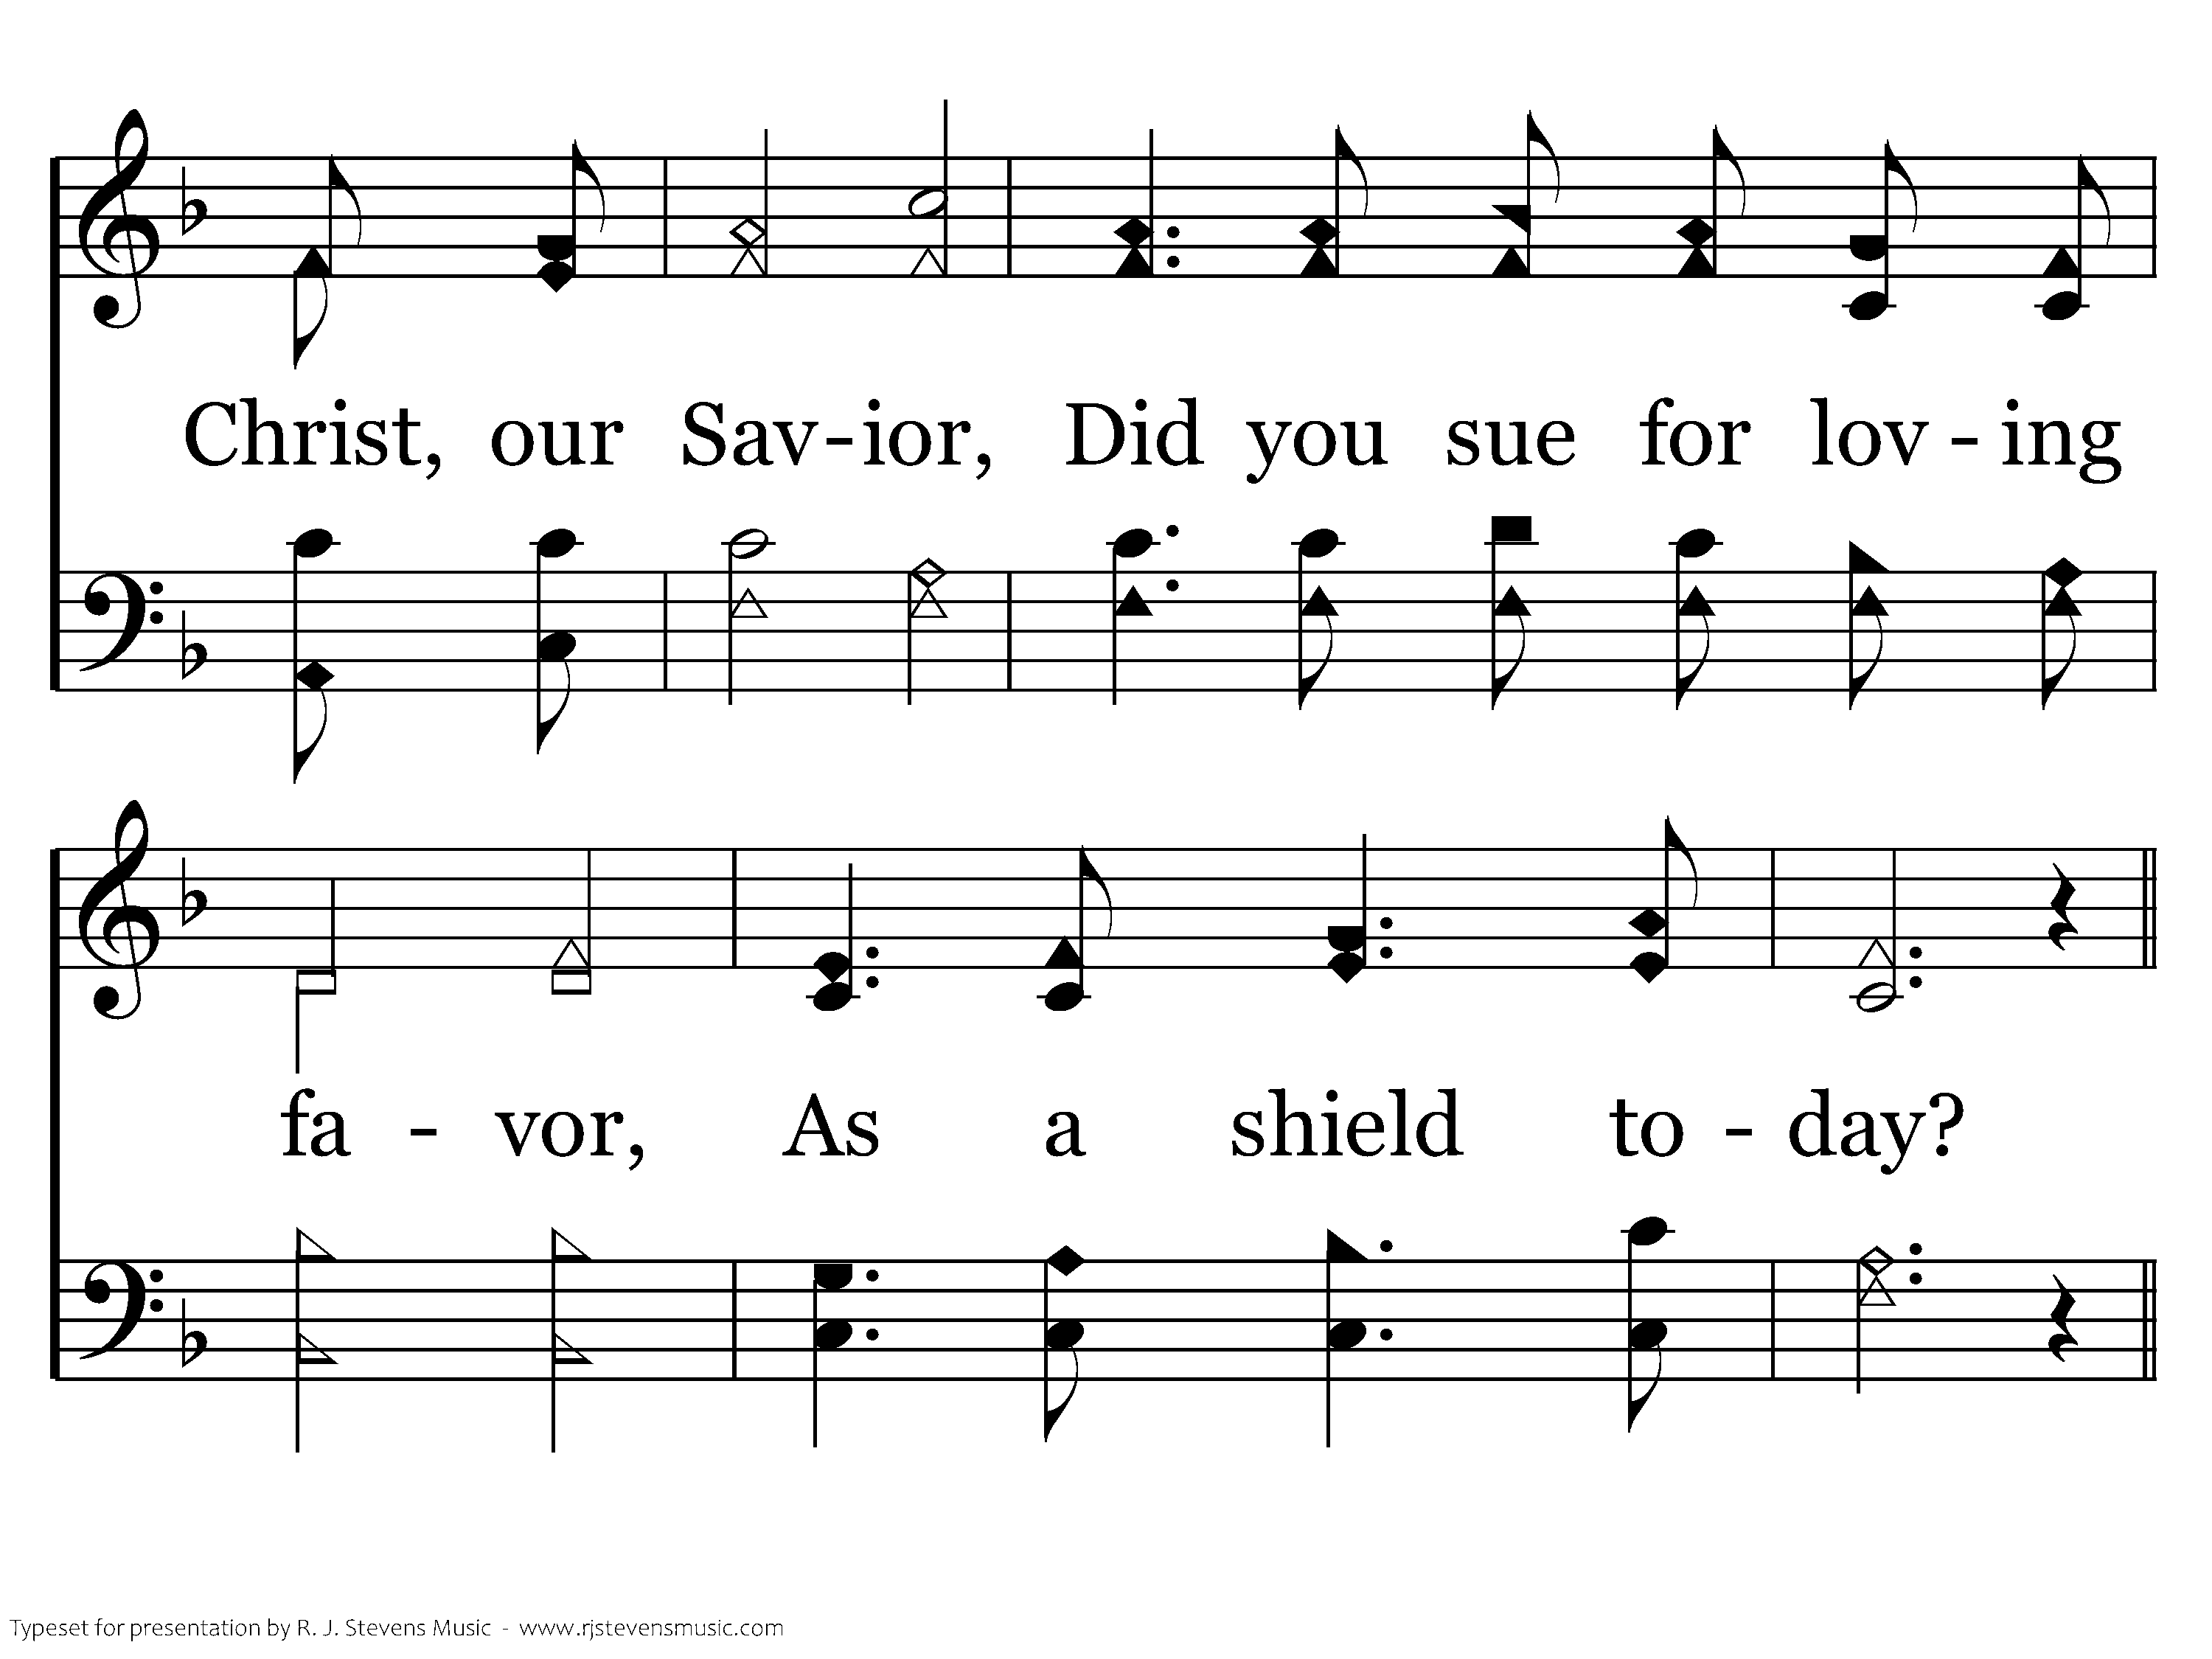 Christ, our Sav-ior, Did you sue for lov - ing
fa - vor, As a shield to - day?
Typeset for presentation by R. J. Stevens Music - www.rjstevensmusic.com